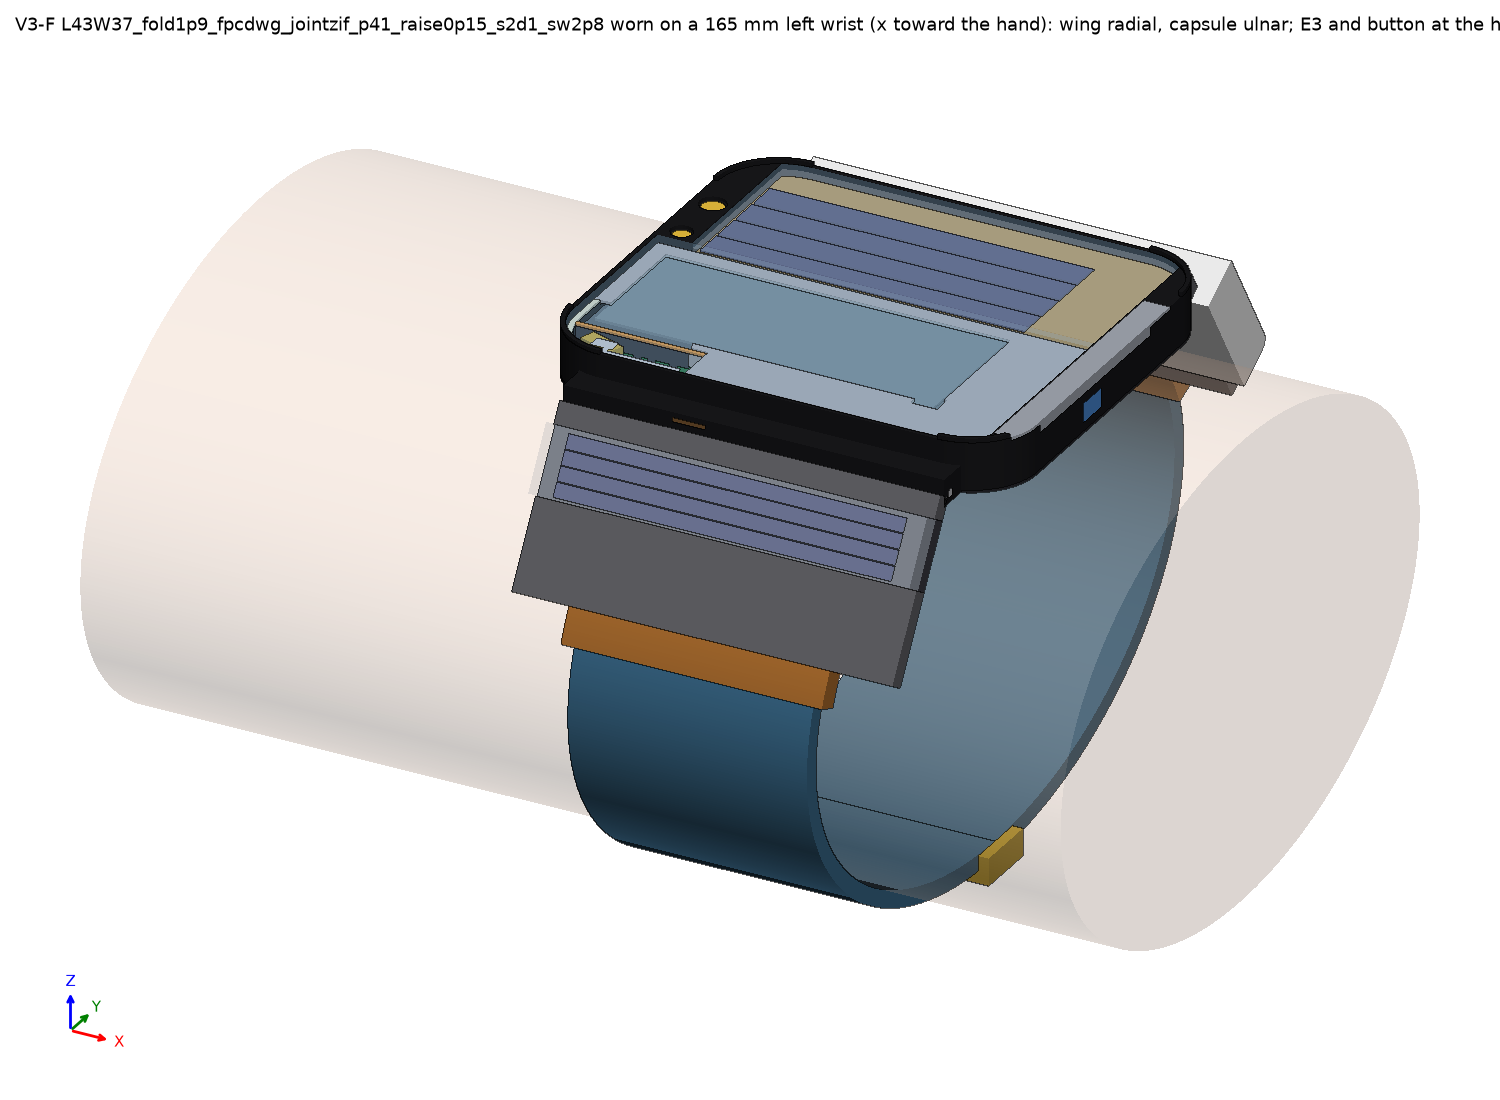 V3-F L43W37_fold1p9_fpcdwg_jointzif_p41_raise0p15_s2d1_sw2p8 worn on a 165 mm left wrist (x toward the hand): wing radial, capsule ulnar; E3 and button at the h
Z
Y
X